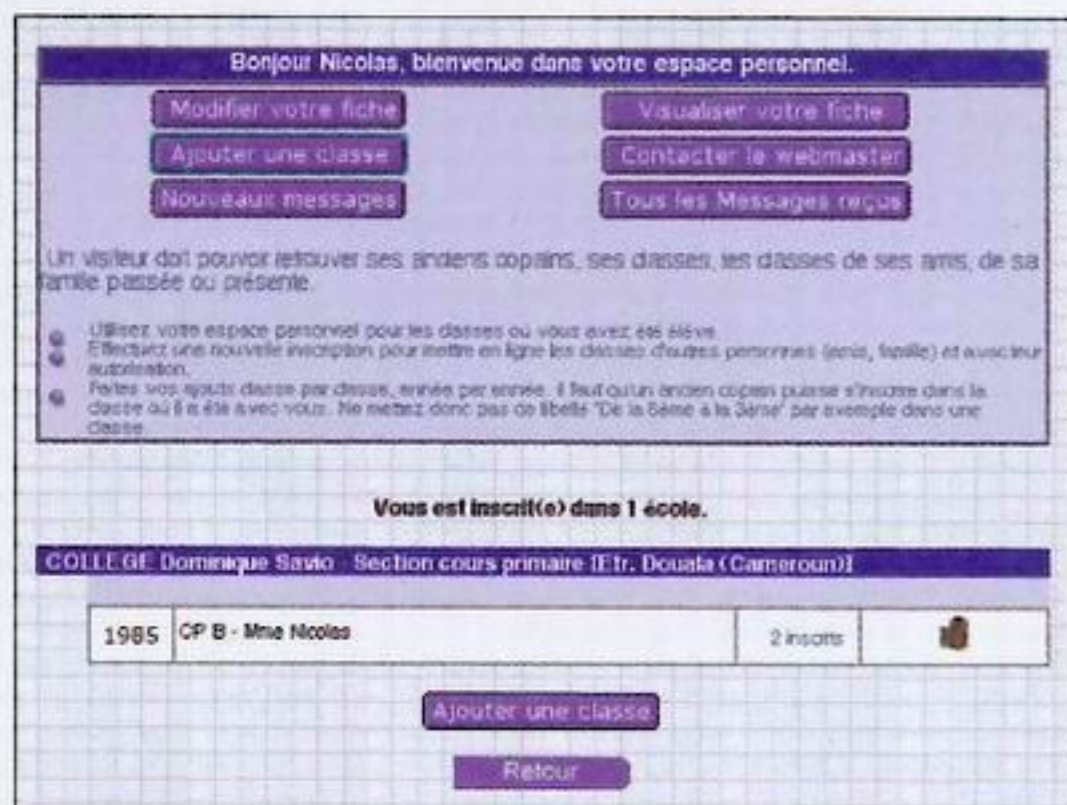 Bonjour Nicolas, bienvenue dans votre espace personnel.
Modifier votre fiche
Visualiser votre fiche
Ajouter une classe
Contacter le webmaster
Nouveaux messages
Tous les Messages reçus
Un visiteur doit pouvoir retrouver ses anciens copains, ses classes, les classes de ses amis, de sa
famille passée ou présente.
Utilisez votre espace personnel pour les classes où vous avez été élève.
Effectuez une nouvelle inscription pour mettre en ligne les classes d'autres personnes (amis, famille) et avec leur
autorisation.
Faites vos ajouts classe par classe, année par année. Il faut qu'un ancien copain puisse s'inscrire dans la
classe où il a été avec vous. Ne mettez donc pas de libellé "De la 6ème à la 3ème" par exemple dans une
classe.
Vous est inscrit(e) dans 1 école.
COLLEGE Dominique Savio - Section cours primaire [Etr. Douala (Cameroun)]
1985 CP B - Mme Nicolas 2 inscrits
Ajouter une classe
Retour